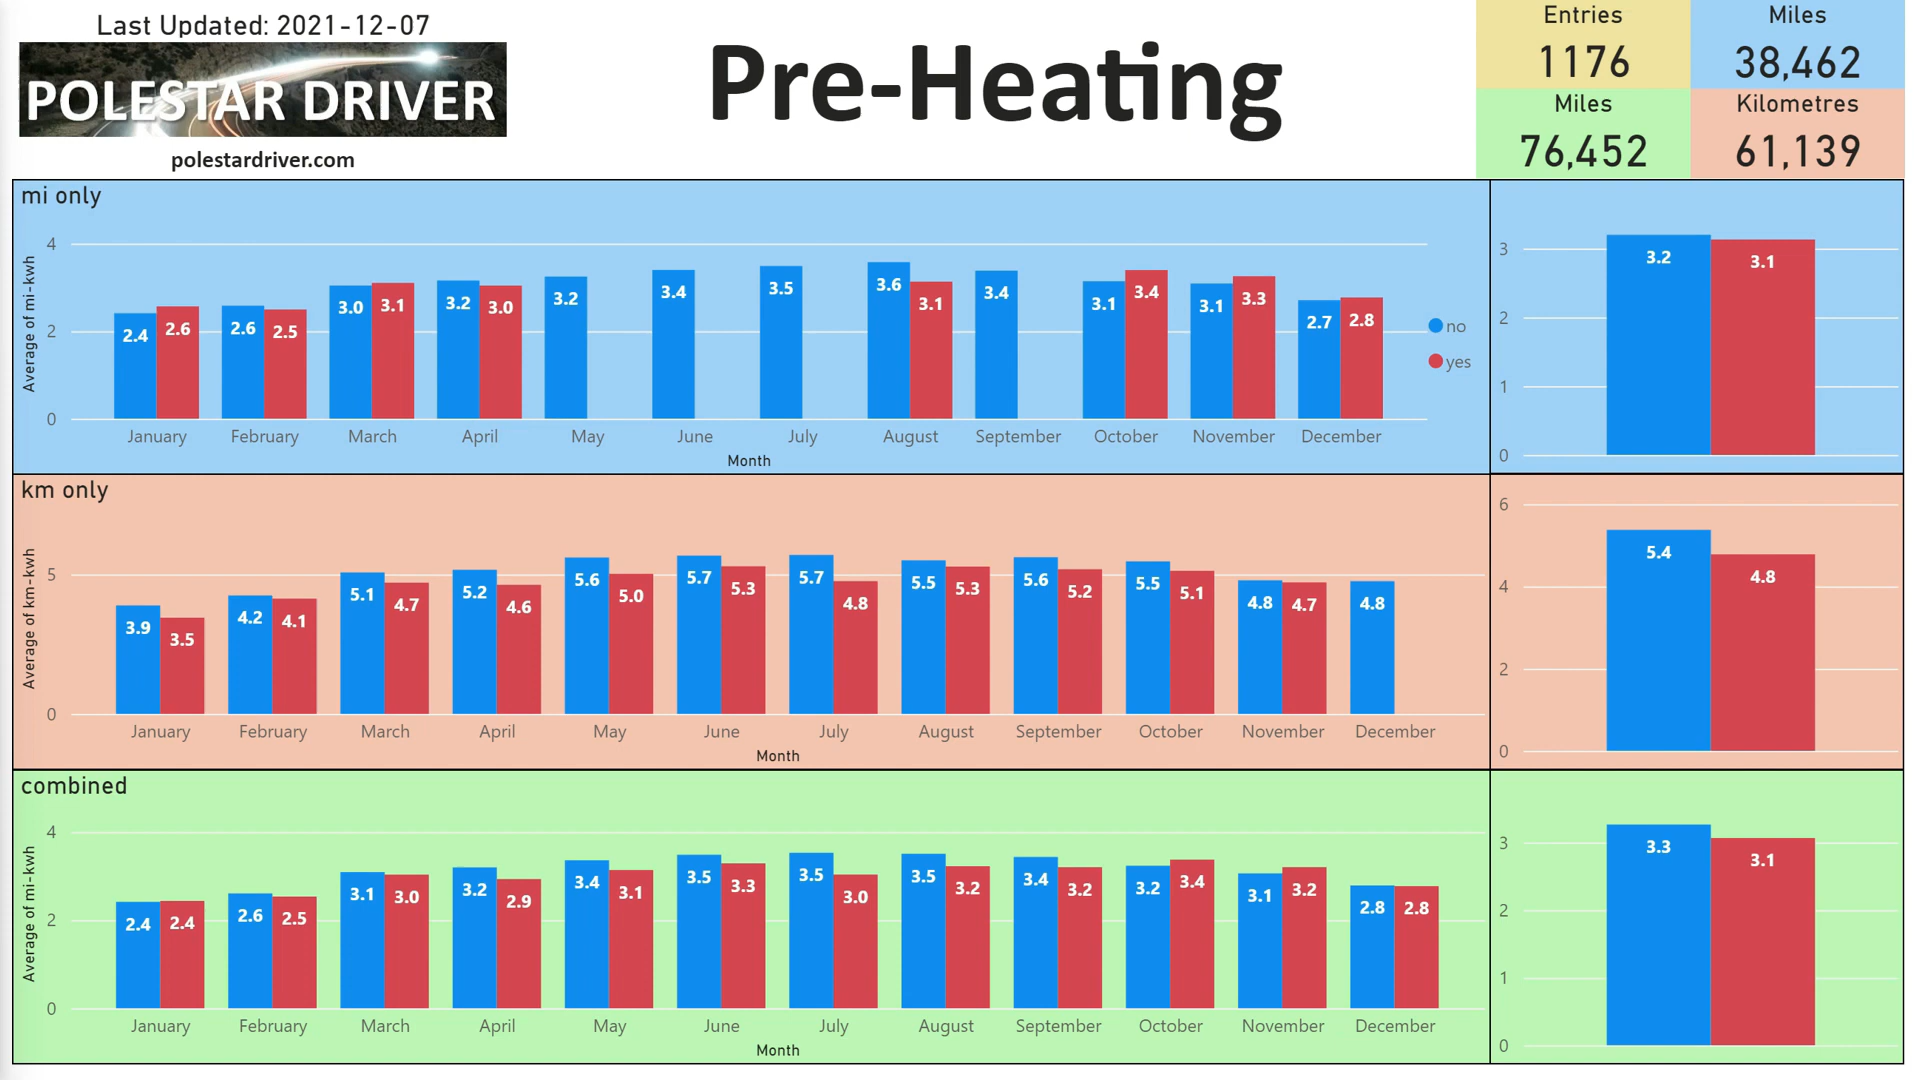 Last Updated: 2021-12-07
POLESTAR DRIVER
polestardriver.com
Pre-Heating
Entries
1176
Miles
38,462
Miles
76,452
Kilometres
61,139
mi only
Average of mi-kwh
4
2
0
2.4 2.6 2.6 2.5 3.0 3.1 3.2 3.0 3.2 3.4 3.5 3.6 3.1 3.4 3.1 3.4 3.1 3.3 2.7 2.8
January February March April May June July August September October November December
Month
no
yes
3
2
1
0
3.2 3.1
km only
Average of km-kwh
5
0
3.9 3.5 4.2 4.1 5.1 4.7 5.2 4.6 5.6 5.0 5.7 5.3 5.7 4.8 5.5 5.3 5.6 5.2 5.5 5.1 4.8 4.7 4.8
January February March April May June July August September October November December
Month
6
4
2
0
5.4 4.8
combined
Average of mi-kwh
4
2
0
2.4 2.4 2.6 2.5 3.1 3.0 3.2 2.9 3.4 3.1 3.5 3.3 3.5 3.0 3.5 3.2 3.4 3.2 3.2 3.4 3.1 3.2 2.8 2.8
January February March April May June July August September October November December
Month
3
2
1
0
3.3 3.1